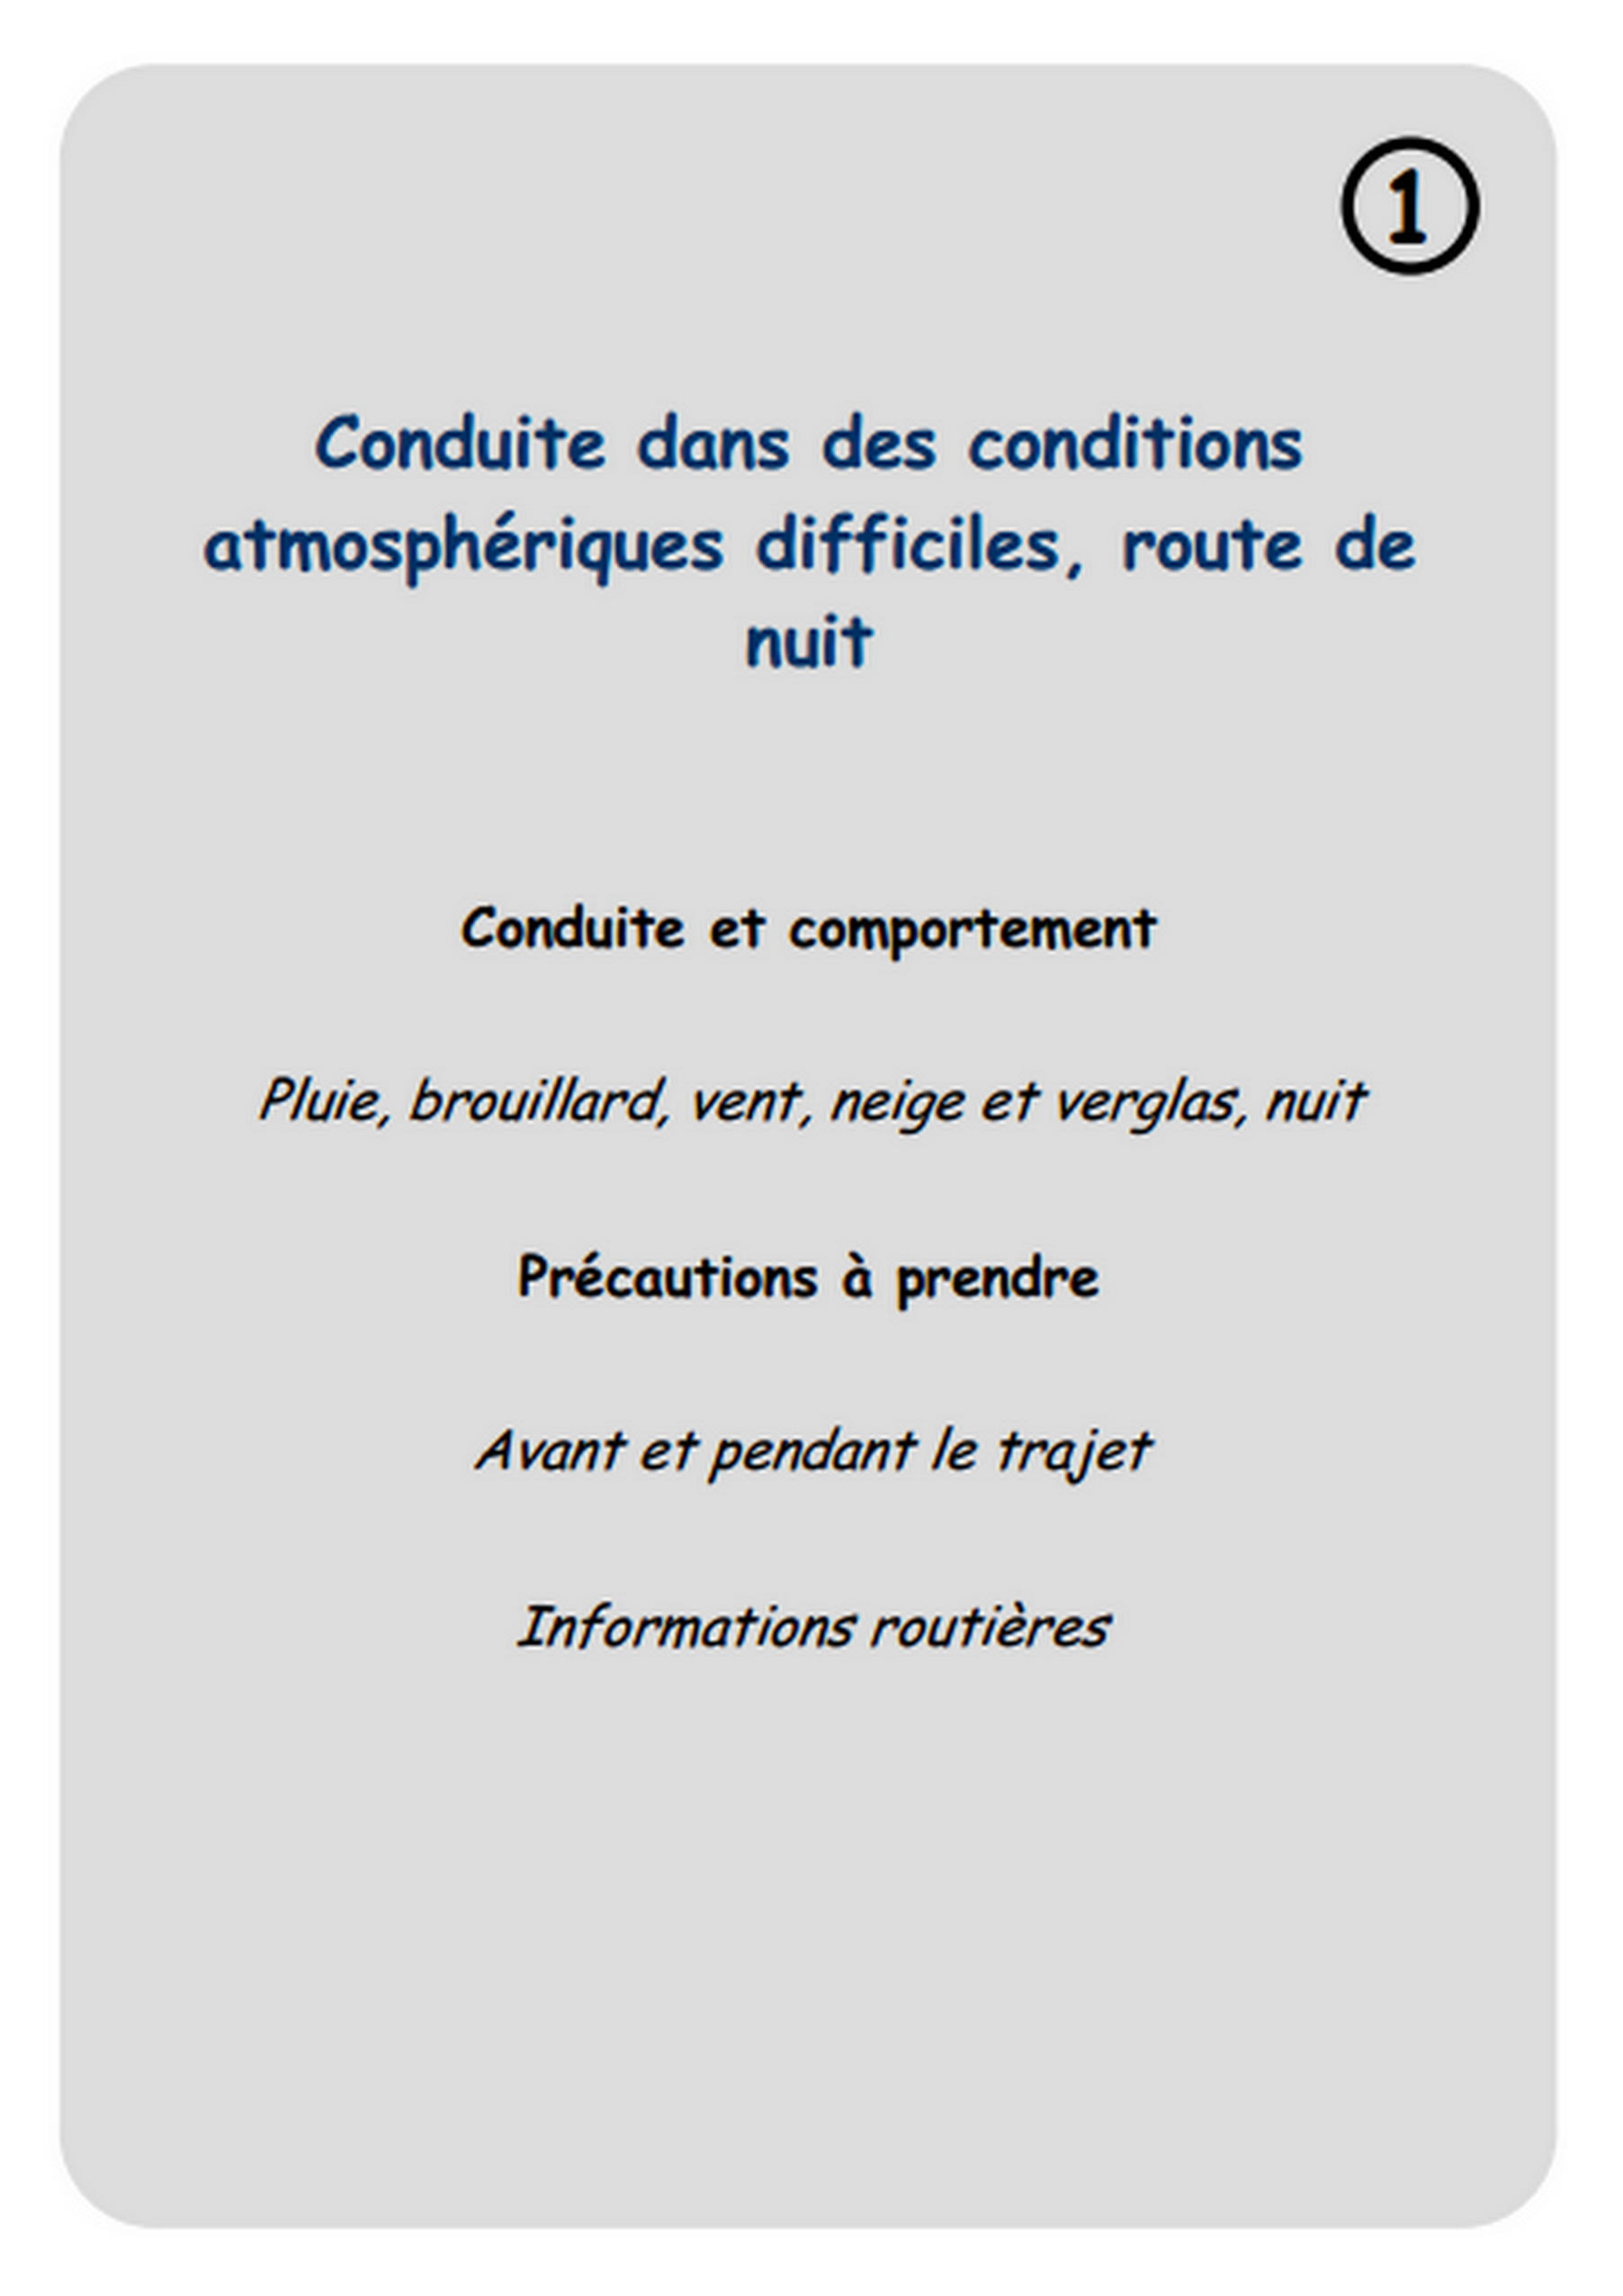 1
Conduite dans des conditions
atmosphériques difficiles, route de
nuit
Conduite et comportement
Pluie, brouillard, vent, neige et verglas, nuit
Précautions à prendre
Avant et pendant le trajet
Informations routières